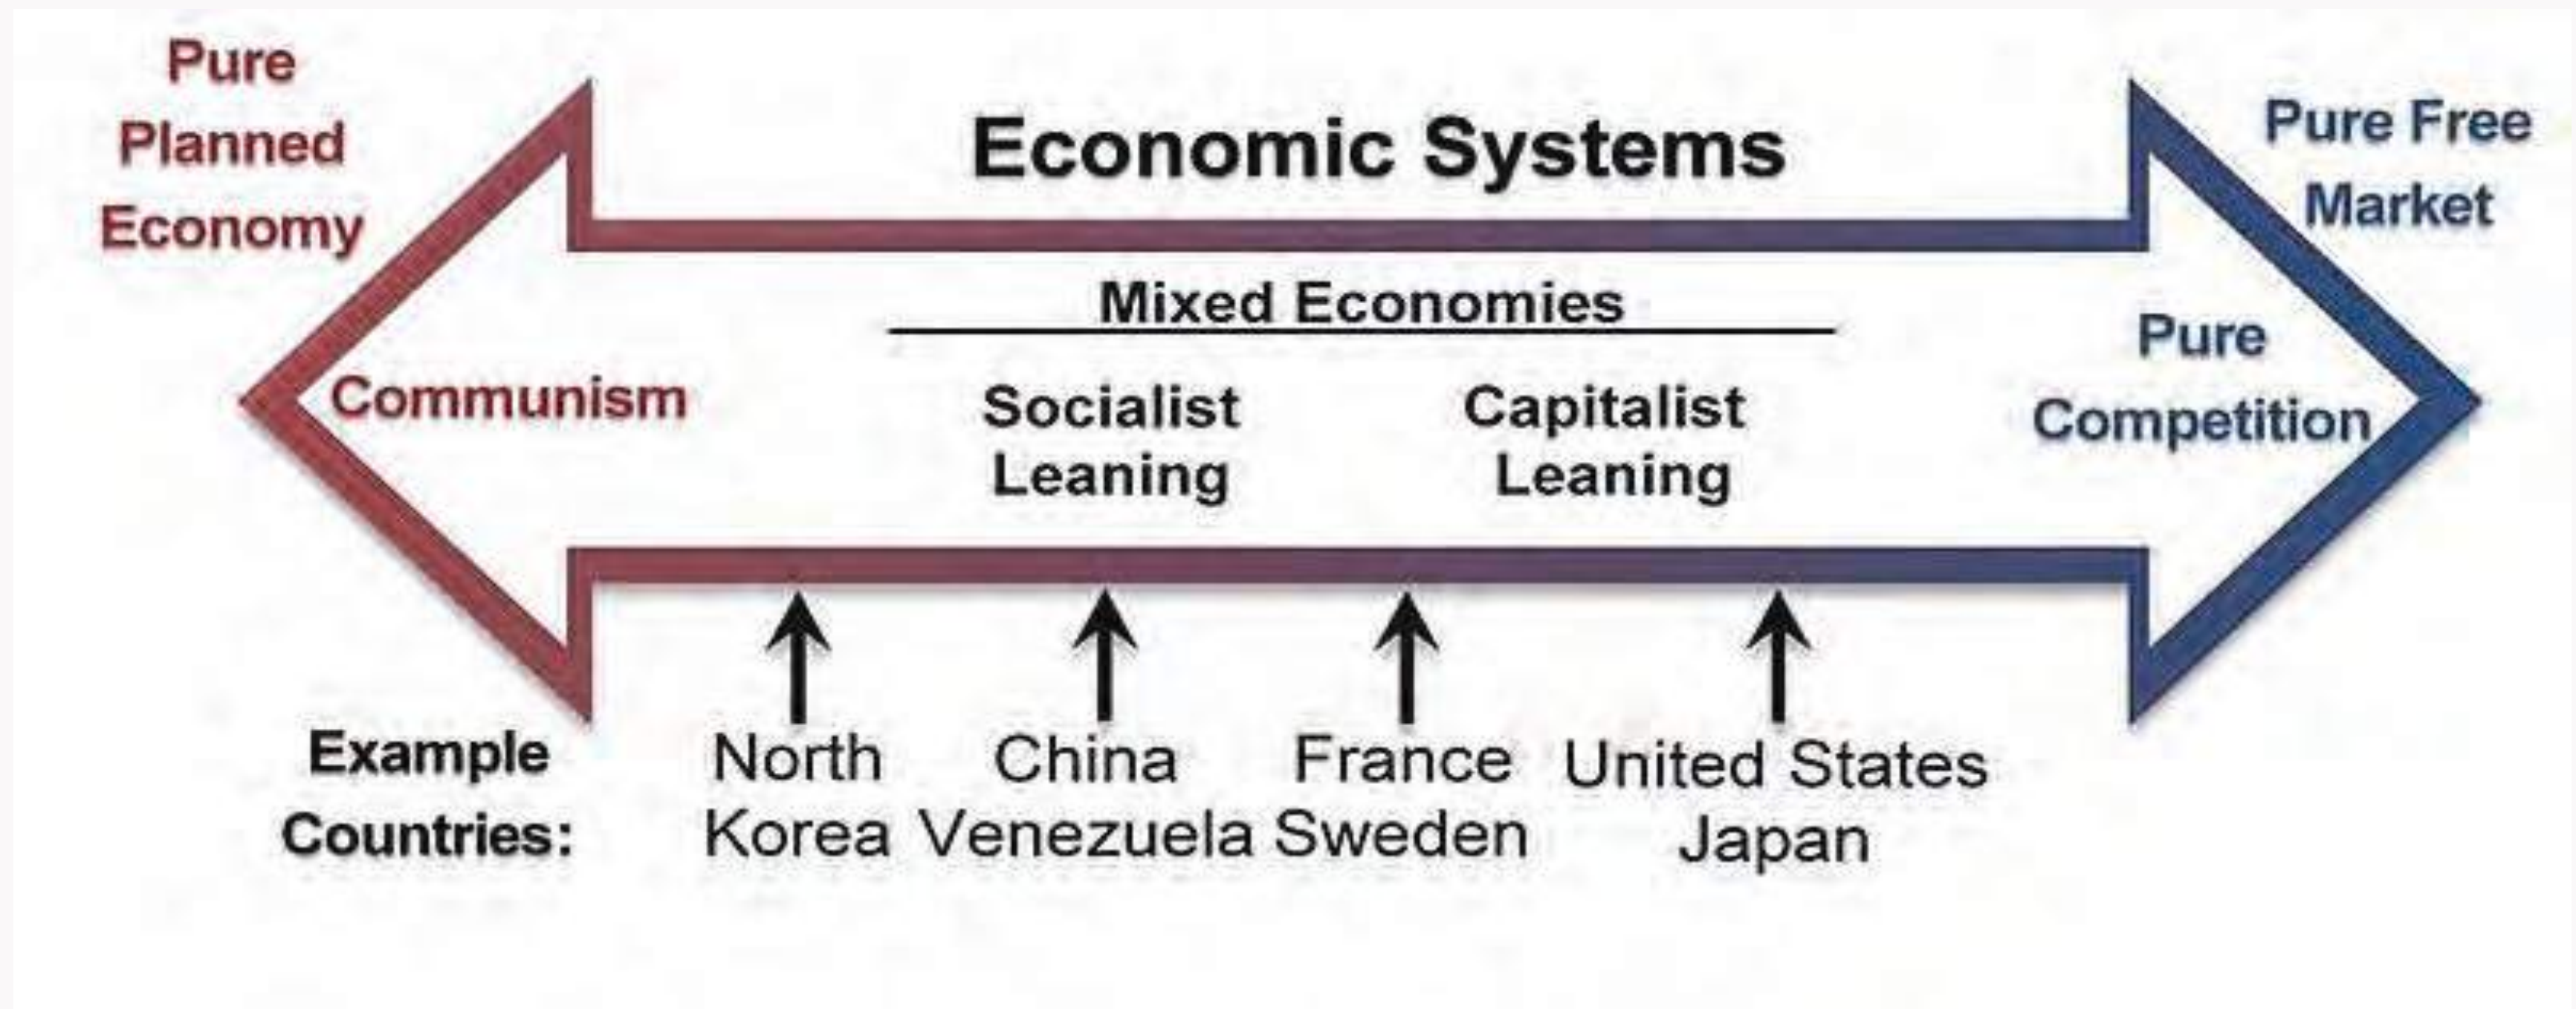 Pure
Planned
Economy
Economic Systems
Pure Free
Market
Mixed Economies
Communism
Socialist
Leaning
Capitalist
Leaning
Pure
Competition
Example
Countries:
North
Korea
China
Venezuela
France
Sweden
United States
Japan